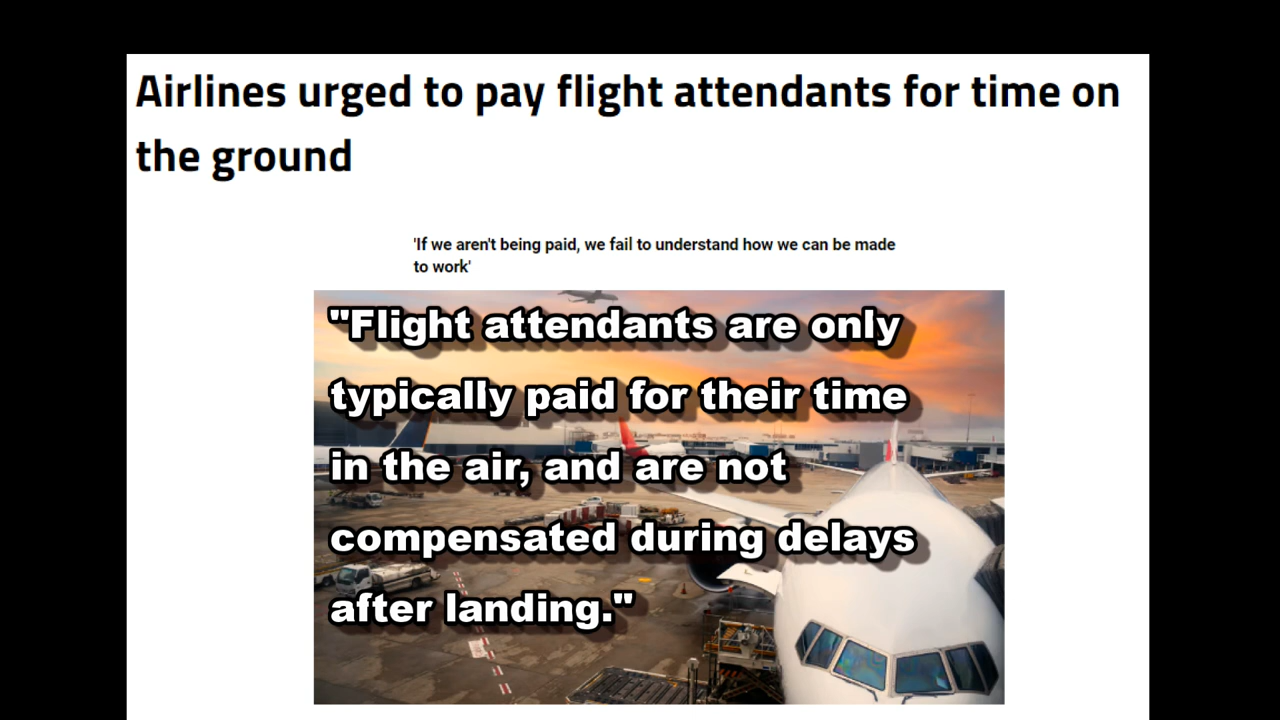 Airlines urged to pay flight attendants for time on
the ground
'If we aren't being paid, we fail to understand how we can be made
to work'
"Flight attendants are only
typically paid for their time
in the air, and are not
compensated during delays
after landing."